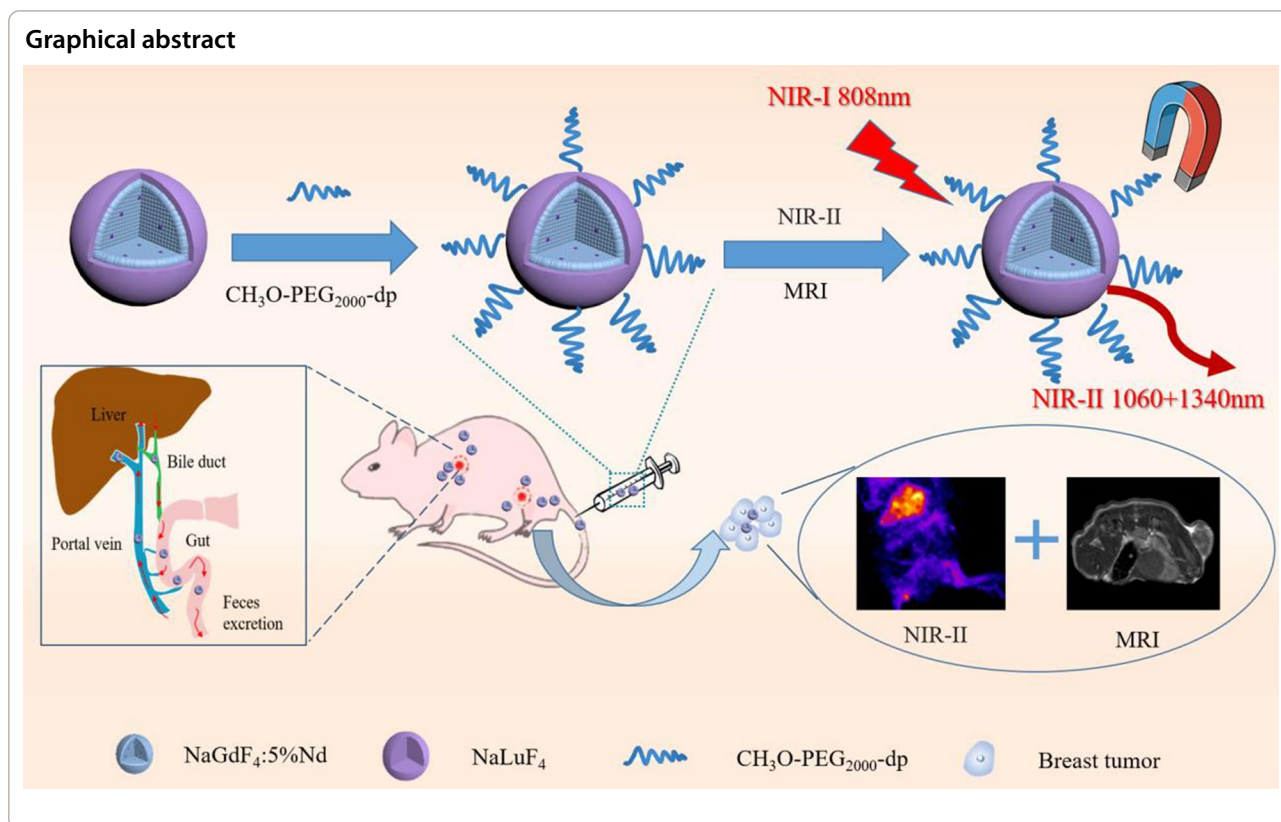 Graphical abstract
NIR-I 808nm
CH₃O-PEG₂₀₀₀-dp
NIR-II
MRI
NIR-II 1060+1340nm
Liver
Bile duct
Portal vein
Gut
Feces
excretion
NIR-II
MRI
NaGdF₄:5%Nd
NaLuF₄
CH₃O-PEG₂₀₀₀-dp
Breast tumor